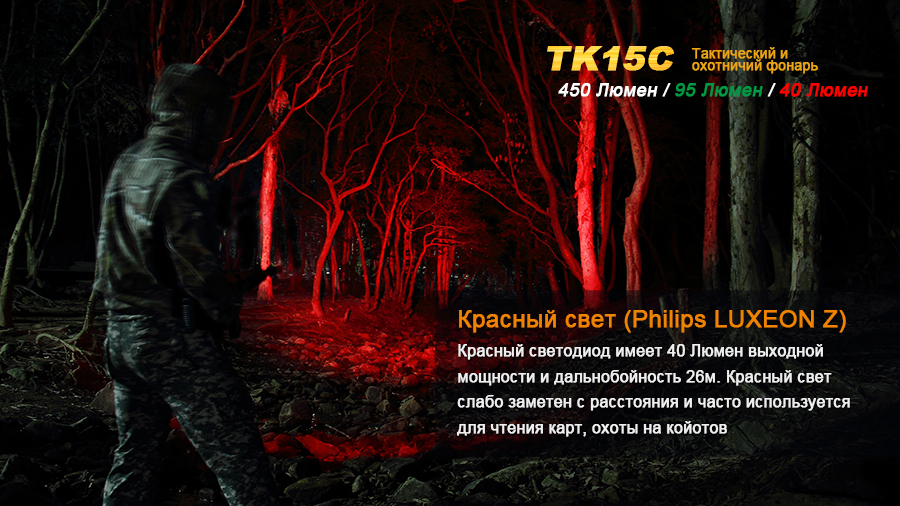 TK15C
Тактический и
охотничий фонарь
450 Люмен / 95 Люмен / 40 Люмен
Красный свет (Philips LUXEON Z)
Красный светодиод имеет 40 Люмен выходной
мощности и дальнобойность 26м. Красный свет
слабо заметен с расстояния и часто используется
для чтения карт, охоты на койотов